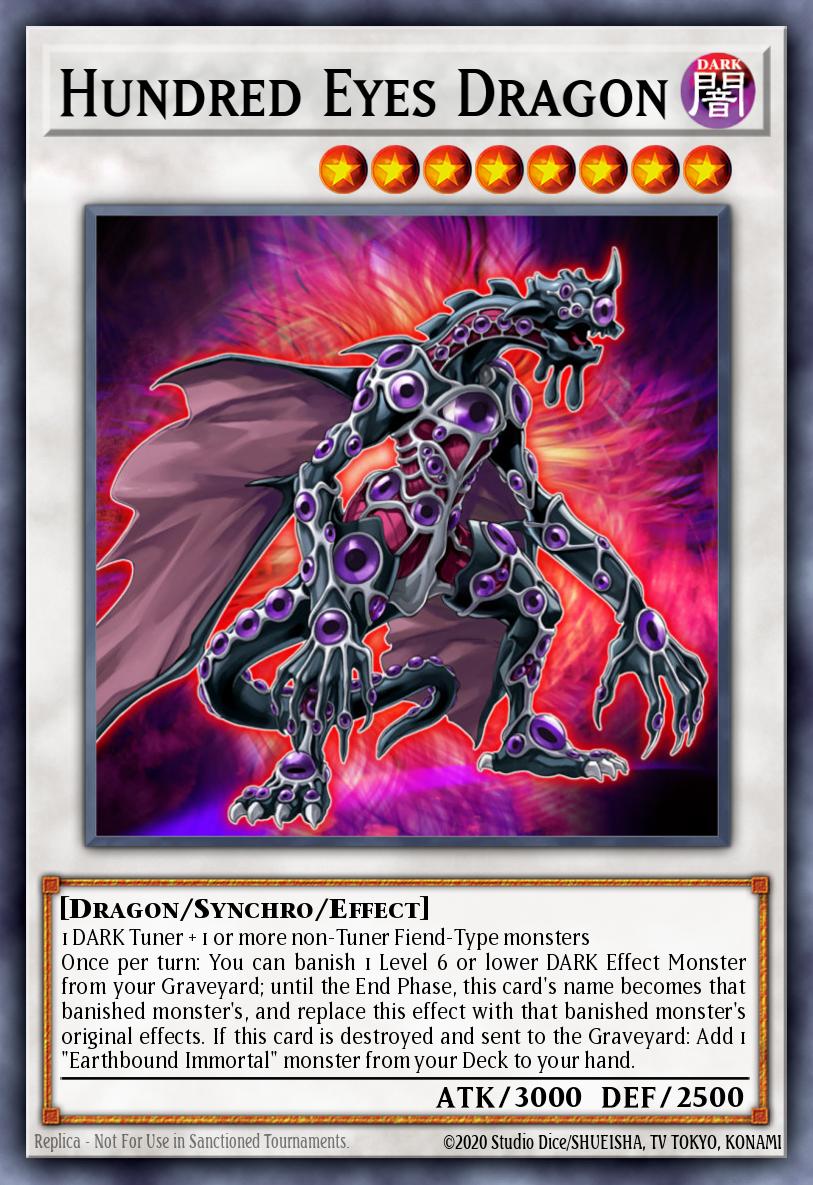 Hundred Eyes Dragon
DARK
闇
[Dragon/Synchro/Effect]
1 DARK Tuner + 1 or more non-Tuner Fiend-Type monsters
Once per turn: You can banish 1 Level 6 or lower DARK Effect Monster
from your Graveyard; until the End Phase, this card's name becomes that
banished monster's, and replace this effect with that banished monster's
original effects. If this card is destroyed and sent to the Graveyard: Add 1
"Earthbound Immortal" monster from your Deck to your hand.
ATK/3000 DEF/2500
Replica - Not For Use in Sanctioned Tournaments.
©2020 Studio Dice/SHUEISHA, TV TOKYO, KONAMI